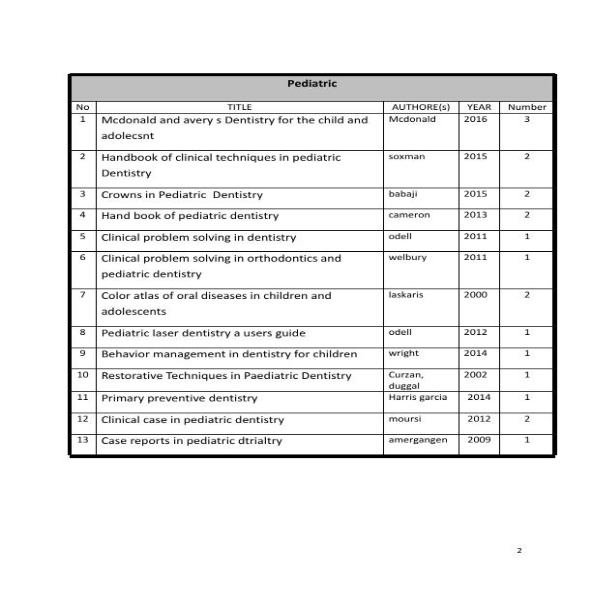 Pediatric
No TITLE AUTHORE(s) YEAR Number
1 Mcdonald and avery s Dentistry for the child and Mcdonald 2016 3
adolecsnt
2 Handbook of clinical techniques in pediatric soxman 2015 2
Dentistry
3 Crowns in Pediatric Dentistry babaji 2015 2
4 Hand book of pediatric dentistry cameron 2013 2
5 Clinical problem solving in dentistry odell 2011 1
6 Clinical problem solving in orthodontics and welbury 2011 1
pediatric dentistry
7 Color atlas of oral diseases in children and laskaris 2000 2
adolescents
8 Pediatric laser dentistry a users guide odell 2012 1
9 Behavior management in dentistry for children wright 2014 1
10 Restorative Techniques in Paediatric Dentistry Curzan, 2002 1
duggal
11 Primary preventive dentistry Harris garcia 2014 1
12 Clinical case in pediatric dentistry moursi 2012 2
13 Case reports in pediatric dtrialtry amergangen 2009 1
2